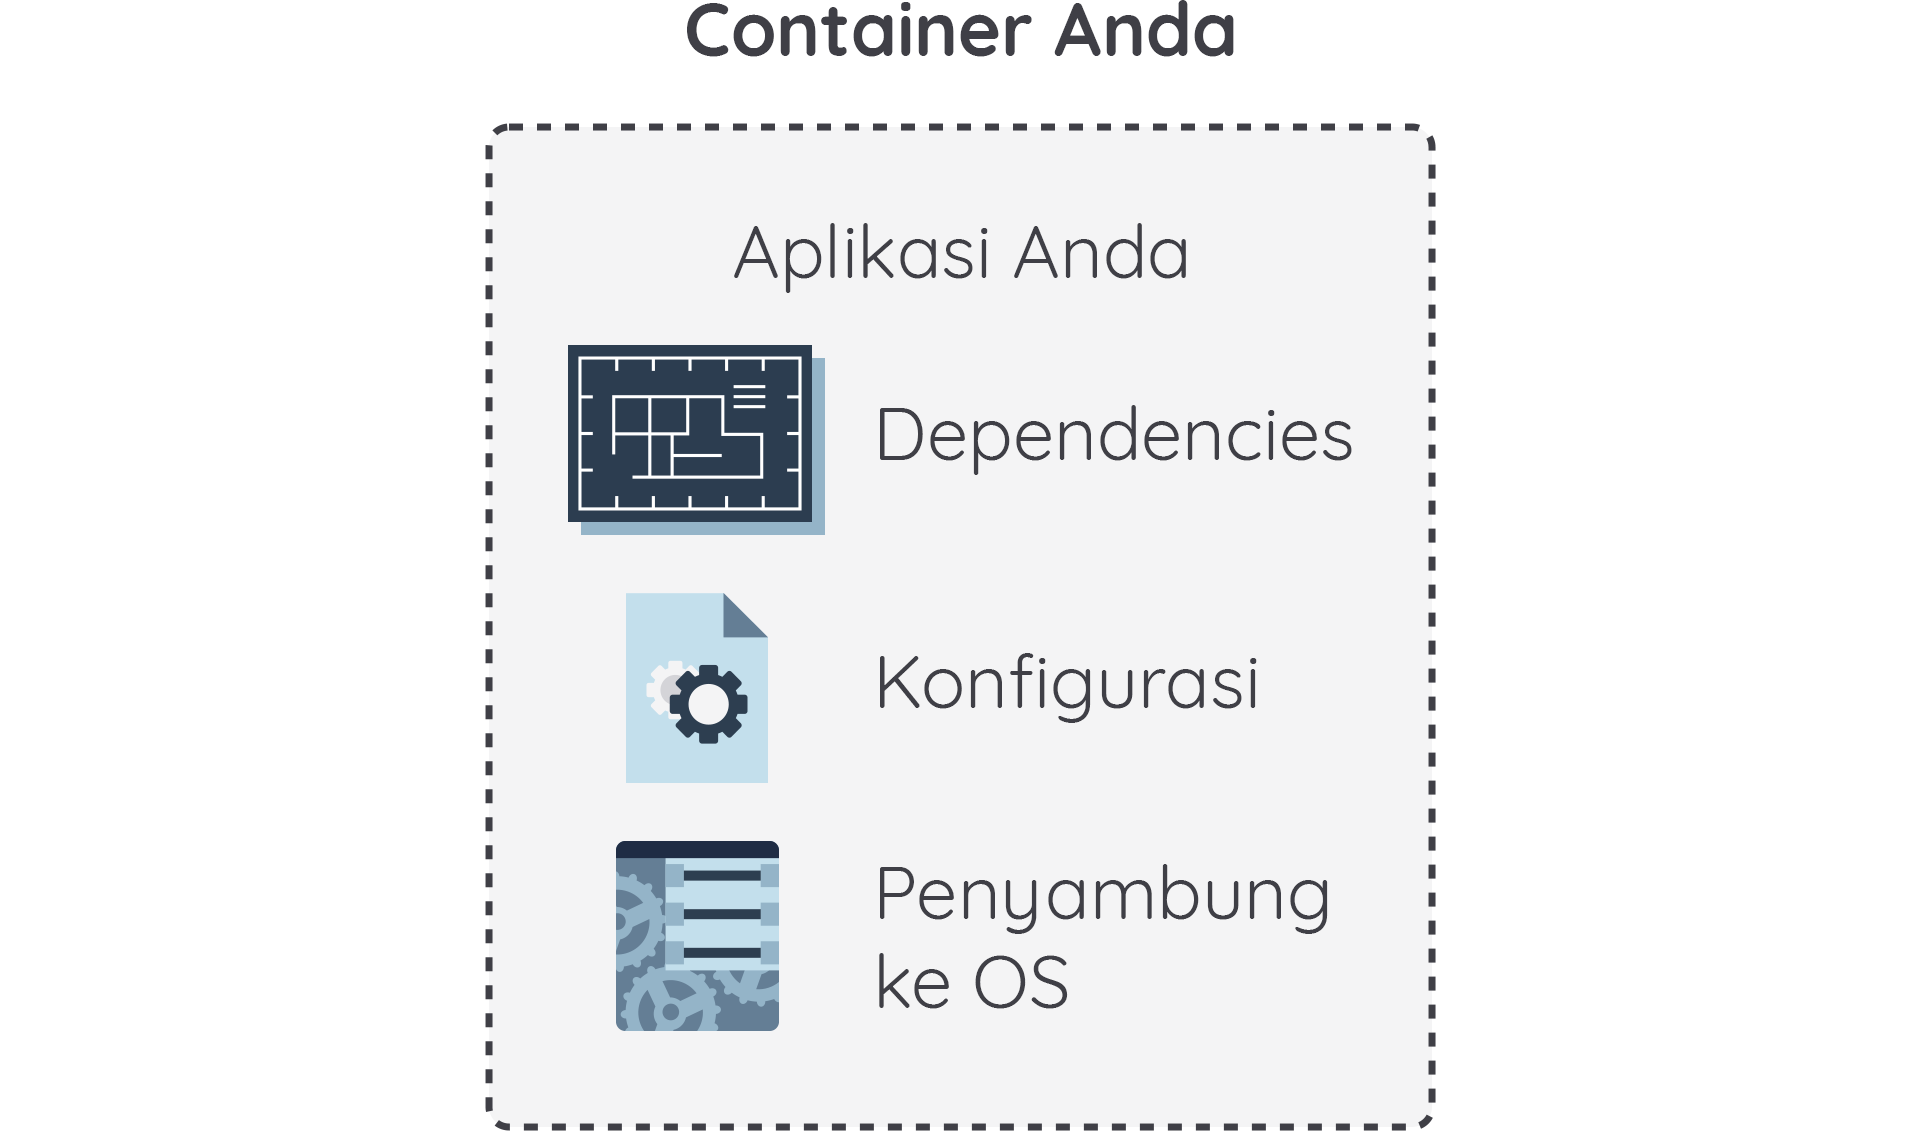 Container Anda
Aplikasi Anda
Dependencies
Konfigurasi
Penyambung
ke OS